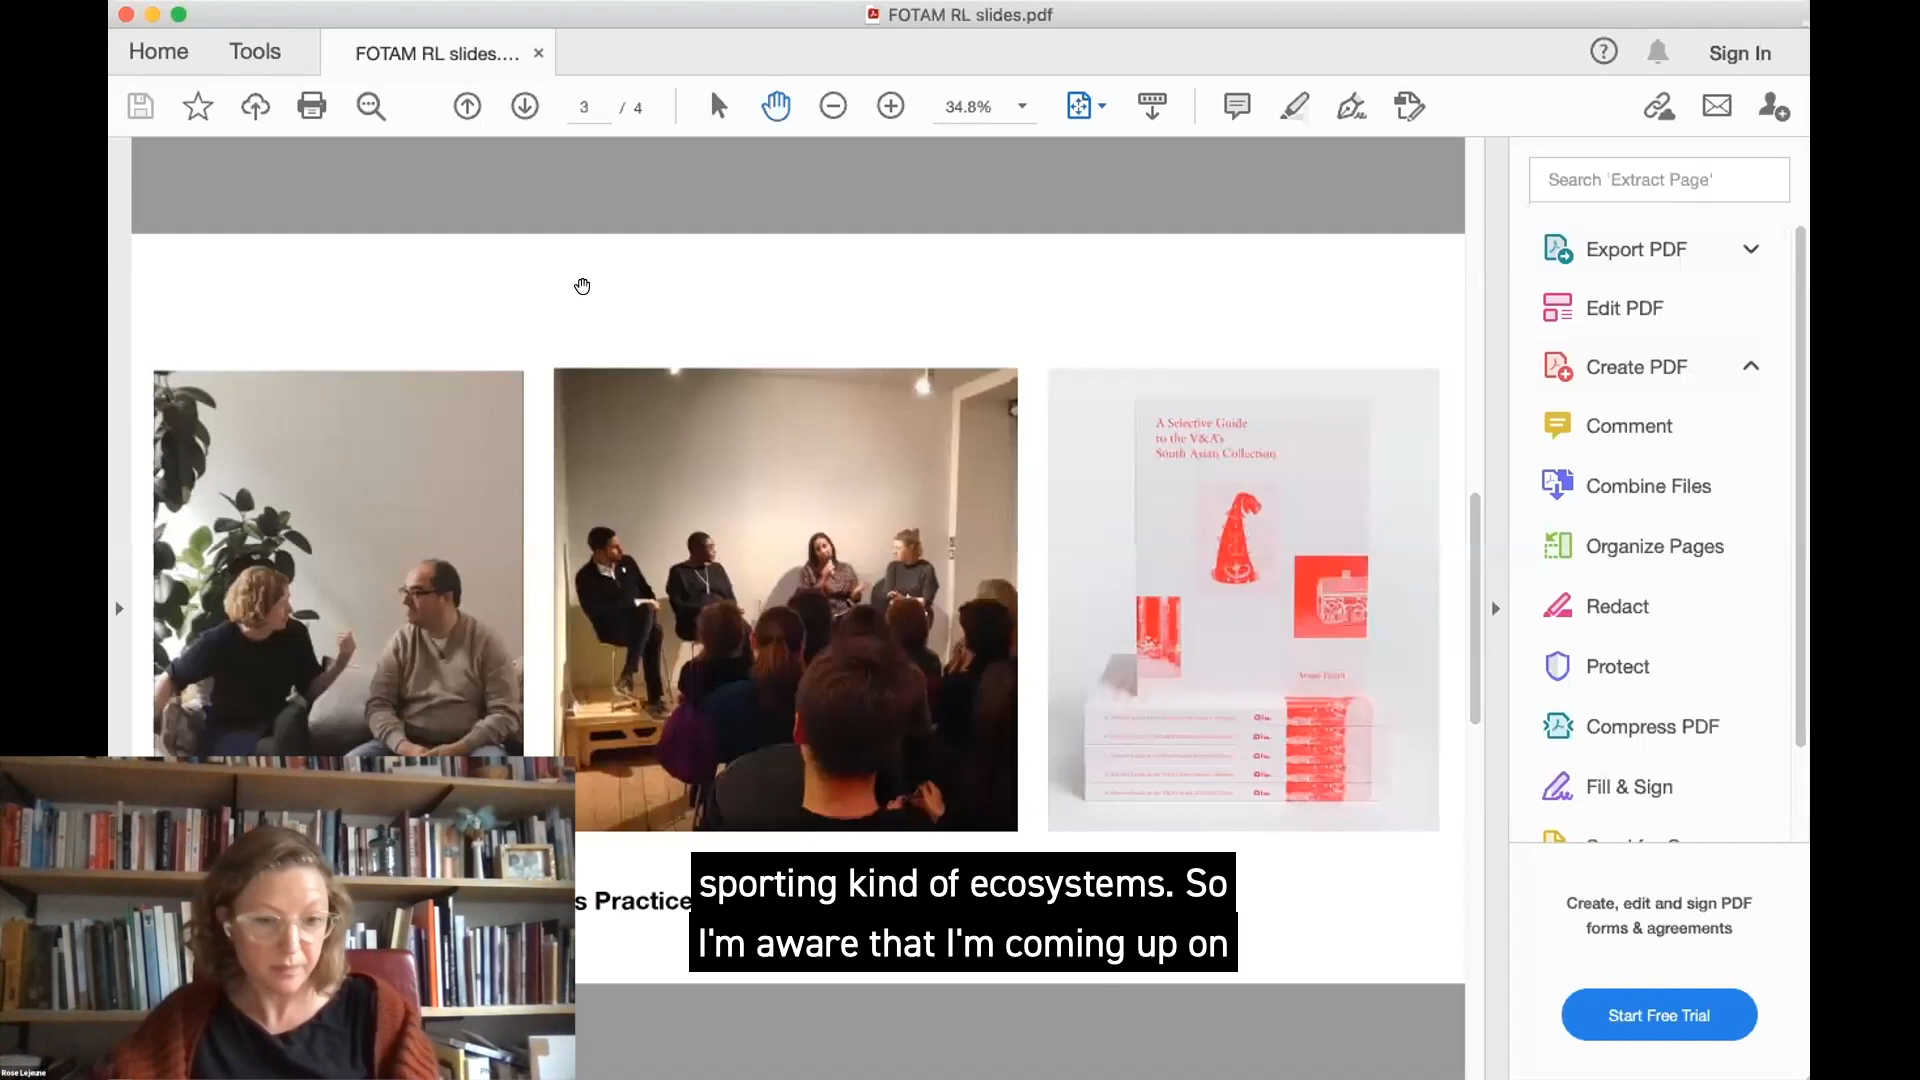 FOTAM RL slides.pdf
Home
Tools
FOTAM RL slides....
Sign In
3 / 4
34.8%
Search 'Extract Page'
Export PDF
Edit PDF
Create PDF
Comment
Combine Files
Organize Pages
Redact
Protect
Compress PDF
Fill & Sign
Create, edit and sign PDF
forms & agreements
Start Free Trial
A Selective Guide
to the V&A's
South Asian Collection
s Practice
sporting kind of ecosystems. So
I'm aware that I'm coming up on
Rose Lejeune